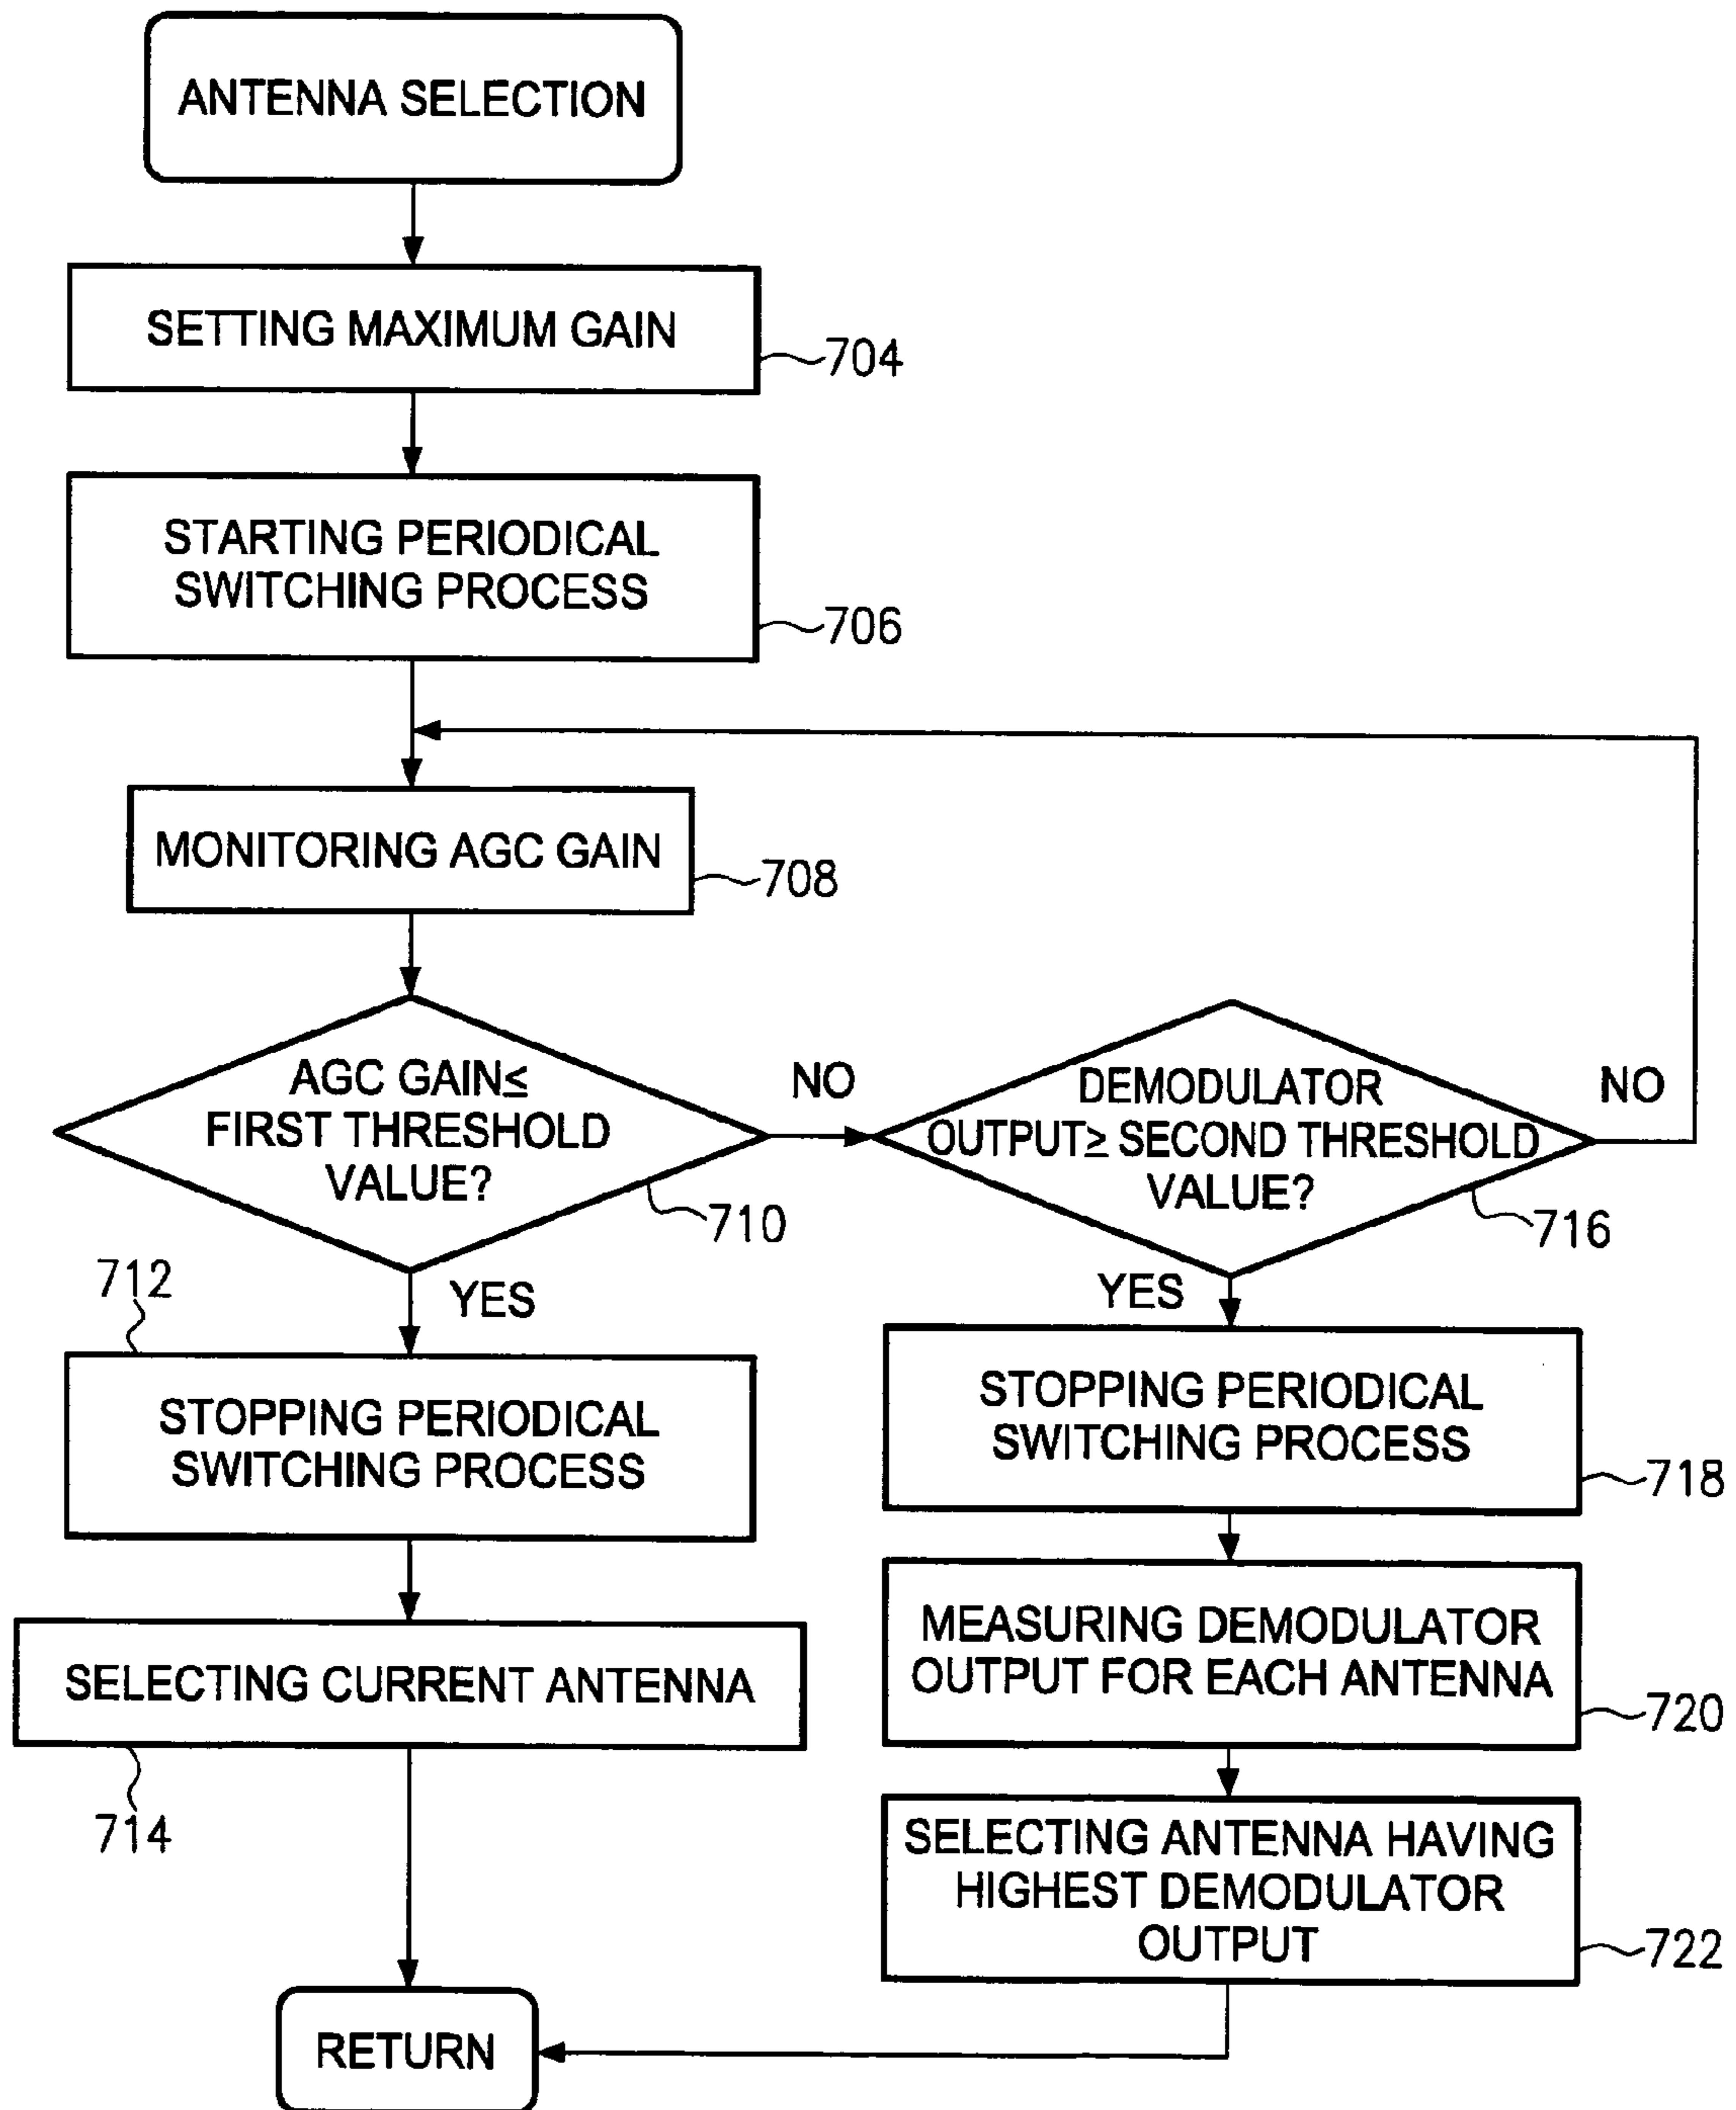 ANTENNA SELECTION
SETTING MAXIMUM GAIN
704
STARTING PERIODICAL
SWITCHING PROCESS
706
MONITORING AGC GAIN
708
AGC GAIN≤
FIRST THRESHOLD
VALUE?
710
NO
DEMODULATOR
OUTPUT≥ SECOND THRESHOLD
VALUE?
716
NO
712
YES
STOPPING PERIODICAL
SWITCHING PROCESS
SELECTING CURRENT ANTENNA
714
YES
STOPPING PERIODICAL
SWITCHING PROCESS
718
MEASURING DEMODULATOR
OUTPUT FOR EACH ANTENNA
720
SELECTING ANTENNA HAVING
HIGHEST DEMODULATOR
OUTPUT
722
RETURN